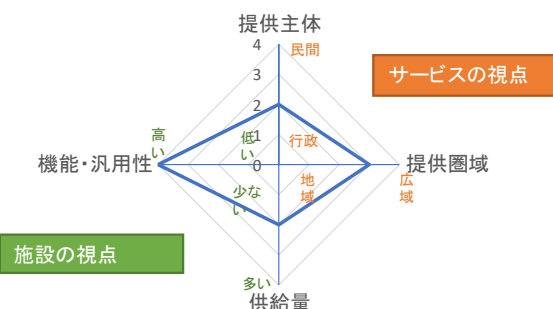 提供主体
4
民間
3
サービスの視点
2
高い
低い
1
行政
機能・汎用性
0
提供圏域
地域
広域
少ない
施設の視点
多い
供給量